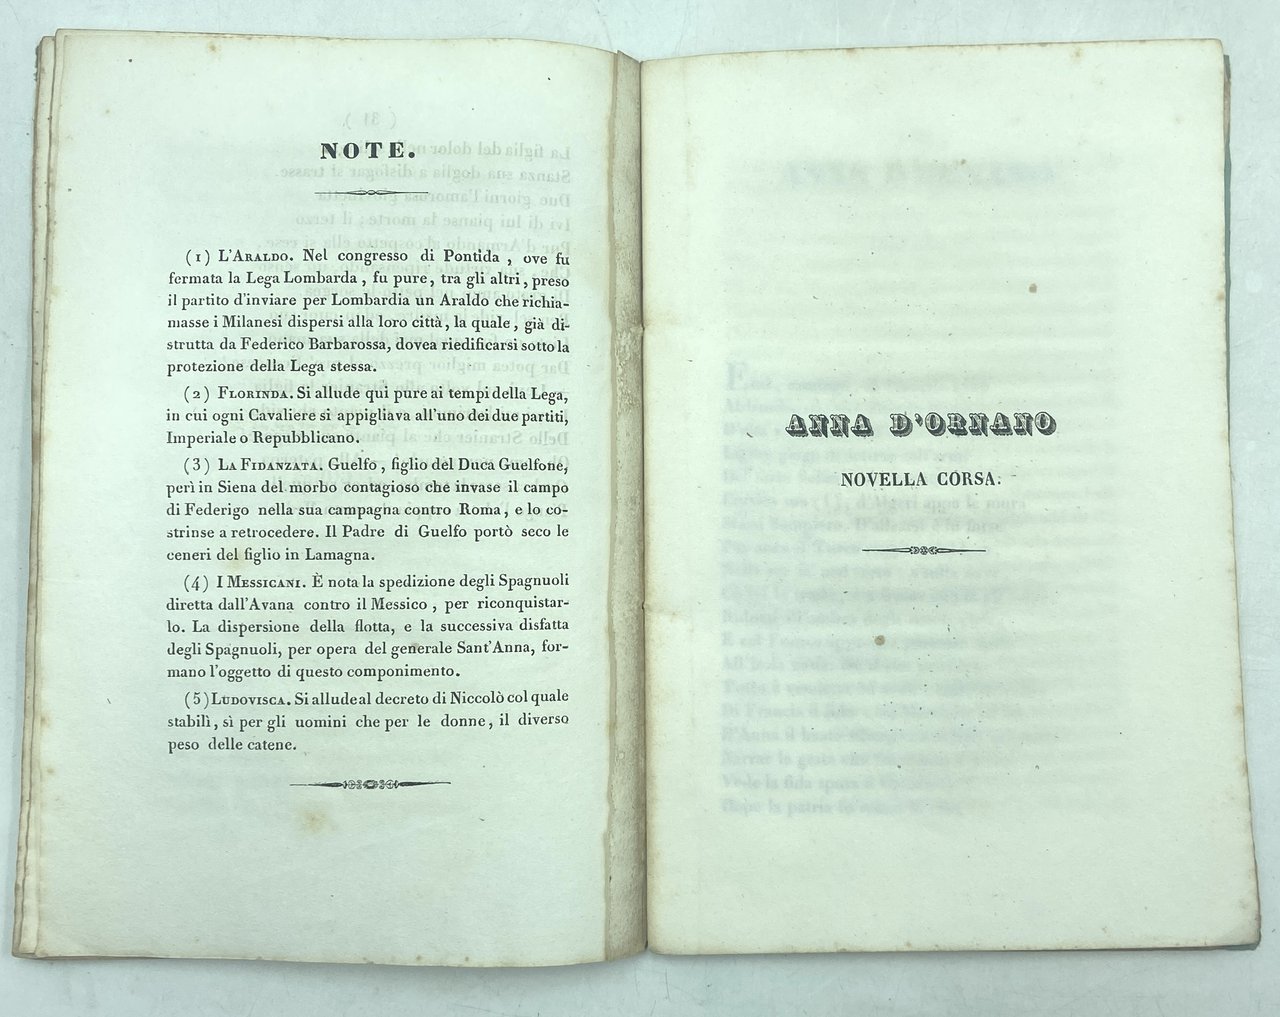 NOTE.
(1) L'ARALDO. Nel congresso di Pontida , ove fu
fermata la Lega Lombarda , fu pure, tra gli altri , preso
il partito d'inviare per Lombardia un Araldo che richia-
masse i Milanesi dispersi alla loro città, la quale , già di-
strutta da Federico Barbarossa, dovea riedificarsi sotto la
protezione della Lega stessa.
(2) FLORINDA. Si allude qui pure ai tempi della Lega,
in cui ogni Cavaliere si appigliava all'uno dei due partiti,
Imperiale o Repubblicano.
(3) LA FIDANZATA. Guelfo , figlio del Duca Guelfone,
perì in Siena del morbo contagioso che invase il campo
di Federigo nella sua campagna contro Roma, e lo co-
strinse a retrocedere. Il Padre di Guelfo portò seco le
ceneri del figlio in Lamagna.
(4) I MESSICANI. È nota la spedizione degli Spagnuoli
diretta dall'Avana contro il Messico , per riconquistar-
lo. La dispersione della flotta, e la successiva disfatta
degli Spagnuoli, per opera del generale Sant'Anna, for-
mano l'oggetto di questo componimento.
(5) LUDOVISCA. Si allude al decreto di Niccolò col quale
stabilì, sì per gli uomini che per le donne, il diverso
peso delle catene.
ANNA D'ORNANO
NOVELLA CORSA.